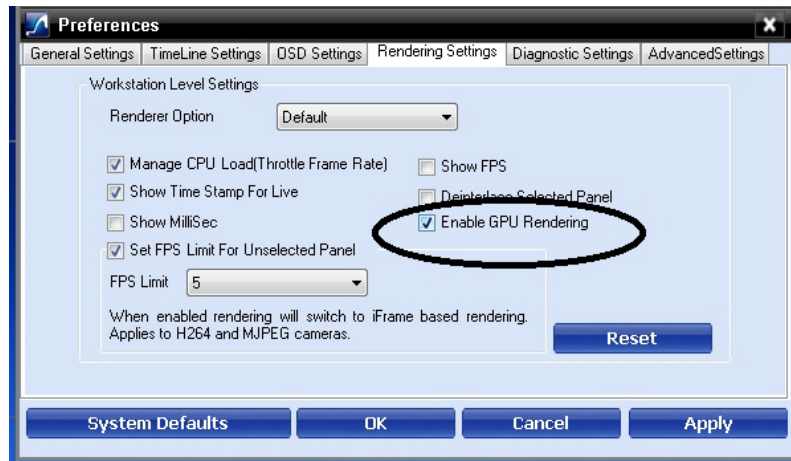 Preferences
General Settings TimeLine Settings OSD Settings Rendering Settings Diagnostic Settings AdvancedSettings
Workstation Level Settings
Renderer Option Default
Manage CPU Load(Throttle Frame Rate) Show FPS
Show Time Stamp For Live Deinterlace Selected Panel
Show MilliSec Enable GPU Rendering
Set FPS Limit For Unselected Panel
FPS Limit 5
When enabled rendering will switch to iFrame based rendering.
Applies to H264 and MJPEG cameras.
Reset
System Defaults OK Cancel Apply